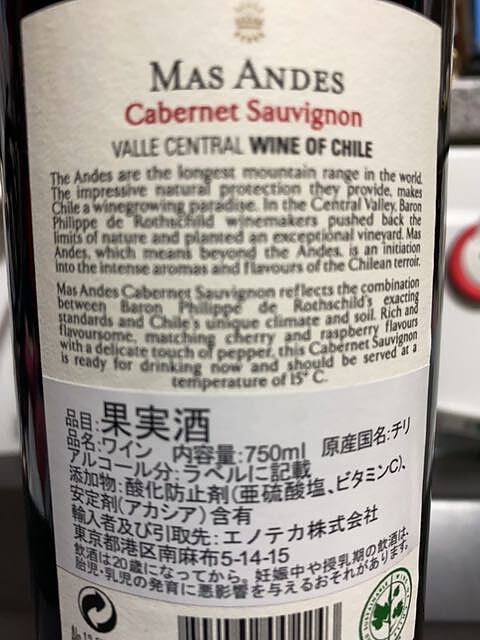 MAS ANDES
Cabernet Sauvignon
VALLE CENTRAL WINE OF CHILE
The Andes are the longest mountain range in the world.
The impressive natural protection they provide, makes
Chile a winegrowing paradise. In the Central Valley, Baron
Philippe de Rothschild winemakers pushed back the
limits of nature and planted an exceptional vineyard. Mas
Andes, which means beyond the Andes, is an initiation
into the intense aromas and flavours of the Chilean terroir.
Mas Andes Cabernet Sauvignon reflects the combination
between Baron Philippe de Rothschild's exacting
standards and Chile's unique climate and soil. Rich and
flavoursome, matching cherry and raspberry flavours
with a delicate touch of pepper, this Cabernet Sauvignon
is ready for drinking now and should be served at a
temperature of 15° C.
品目:果実酒
品名:ワイン 内容量:750ml 原産国名:チリ
アルコール分:ラベルに記載
添加物:酸化防止剤(亜硫酸塩、ビタミンC)、
安定剤(アカシア)含有
輸入者及び引取先:エノテカ株式会社
東京都港区南麻布5-14-15
飲酒は20歳になってから。妊娠中や授乳期の飲酒は、
胎児・乳児の発育に悪影響を与えるおそれがあります。